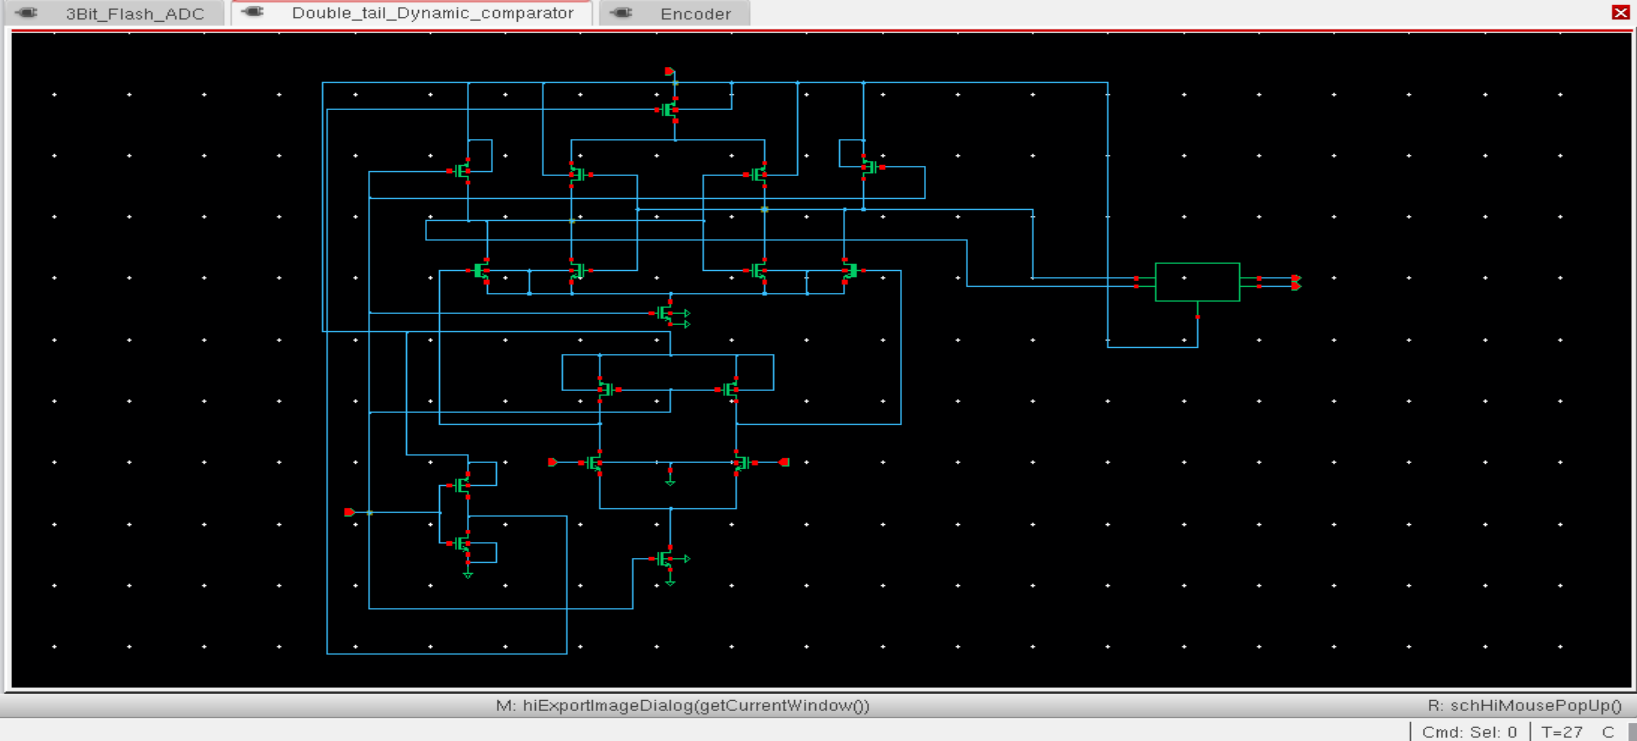 3Bit_Flash_ADC
Double_tail_Dynamic_comparator
Encoder
M: hiExportImageDialog(getCurrentWindow())
R: schHiMousePopUp()
Cmd: Sel: 0
T=27 C